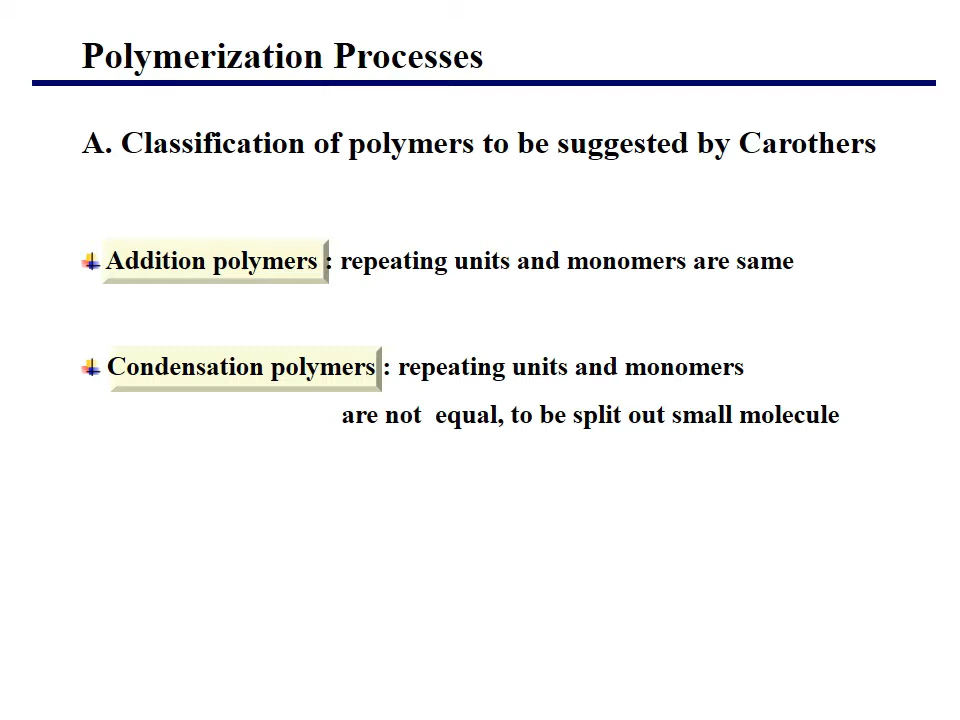 Polymerization Processes
A. Classification of polymers to be suggested by Carothers
Addition polymers : repeating units and monomers are same
Condensation polymers : repeating units and monomers
are not equal, to be split out small molecule